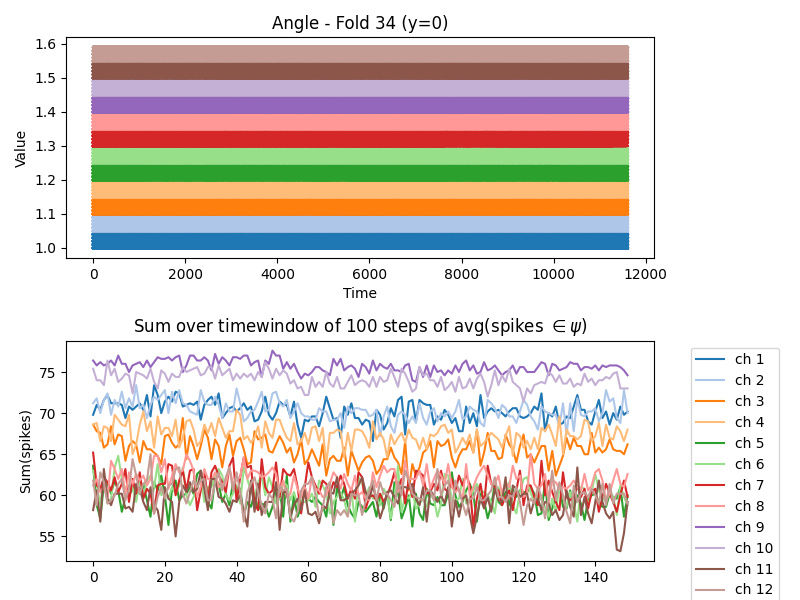 Angle - Fold 34 (y=0)
1.6
1.5
1.4
1.3
1.2
1.1
1.0
Value
0 2000 4000 6000 8000 10000 12000
Time
Sum over timewindow of 100 steps of avg(spikes ∈ ψ)
75
70
65
60
55
Sum(spikes)
0 20 40 60 80 100 120 140
ch 1
ch 2
ch 3
ch 4
ch 5
ch 6
ch 7
ch 8
ch 9
ch 10
ch 11
ch 12